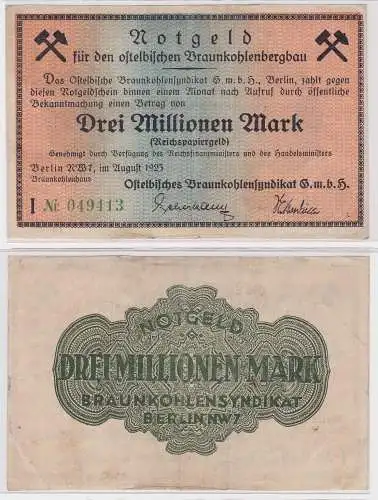 Notgeld
für den ostelbischen Braunkohlenbergbau
Das Ostelbische Braunkohlensyndikat G.m.b.H., Berlin, zahlt gegen
diesen Notgeldschein binnen einem Monat nach Aufruf durch öffentliche
Bekanntmachung einen Betrag von
Drei Millionen Mark
(Reichspapiergeld)
Genehmigt durch Verfügung des Reichsfinanzministers und des Handelsministers
Berlin NW7, im August 1923
Braunkohlenhaus
Ostelbisches Braunkohlensyndikat G.m.b.H.
I № 049113
NOTGELD
DREI MILLIONEN MARK
BRAUNKOHLENSYNDIKAT
BERLIN NW7